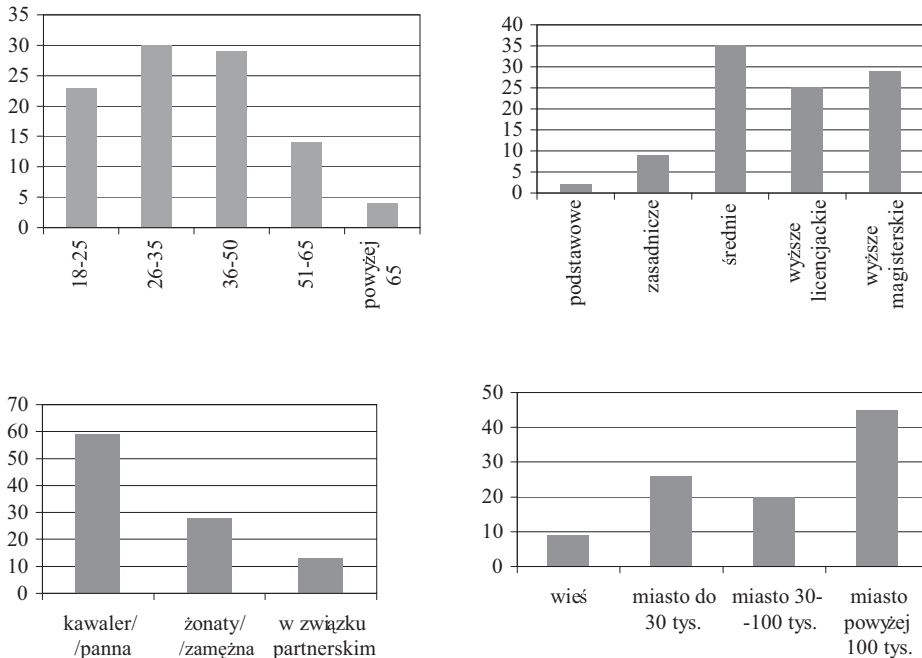 35
30
25
20
15
10
5
0
18-25
26-35
36-50
51-65
powyżej
65
40
35
30
25
20
15
10
5
0
podstawowe
zasadnicze
średnie
wyższe
licencjackie
wyższe
magisterskie
70
60
50
40
30
20
10
0
kawaler/
/panna
żonaty/
/zamężna
w związku
partnerskim
50
40
30
20
10
0
wieś
miasto do
30 tys.
miasto 30-
-100 tys.
miasto
powyżej
100 tys.